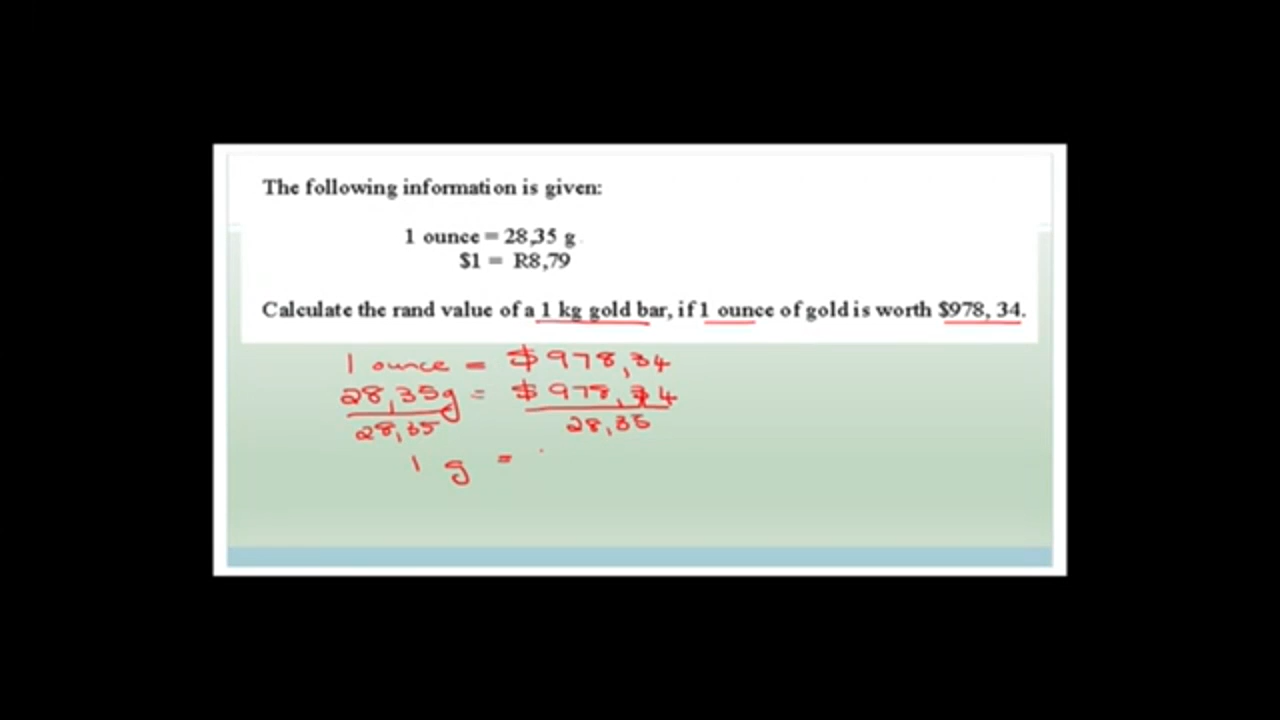 The following information is given:
1 ounce = 28,35 g
$1 = R8,79
Calculate the rand value of a 1 kg gold bar, if 1 ounce of gold is worth $978, 34.
1 ounce = $978,34
28,35g = $978,34
28,35 28,35
1 g =